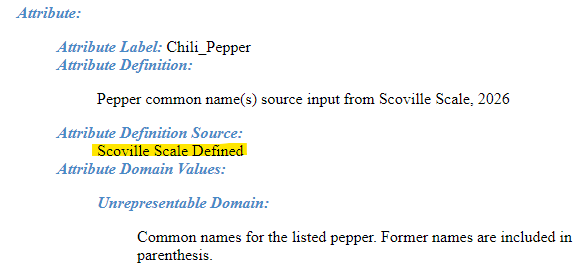 Attribute:
Attribute Label: Chili_Pepper
Attribute Definition:
Pepper common name(s) source input from Scoville Scale, 2026
Attribute Definition Source:
Scoville Scale Defined
Attribute Domain Values:
Unrepresentable Domain:
Common names for the listed pepper. Former names are included in
parenthesis.